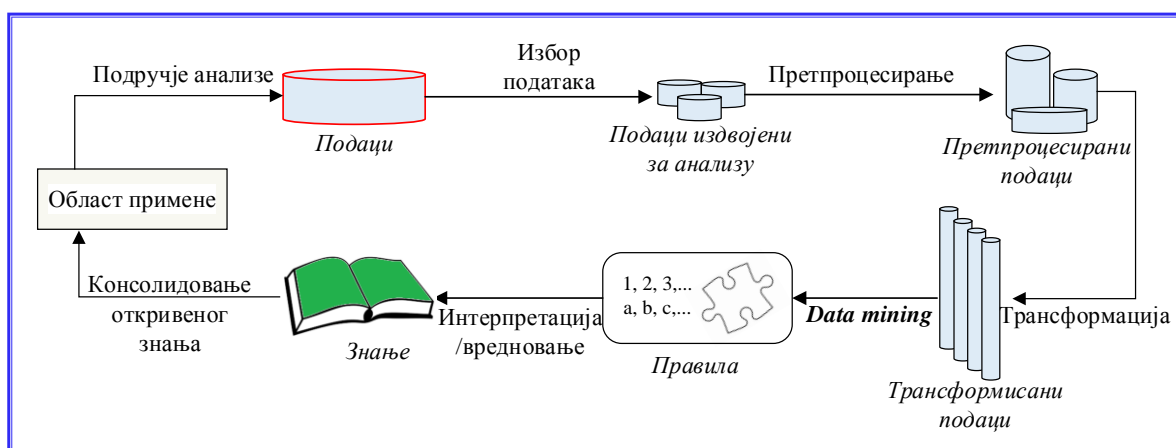 Подручје анализе
Подаци
Избор
података
Подаци издвојени
за анализу
Претпроцесирање
Претпроцесирани
подаци
Трансформација
Трансформисани
подаци
Data mining
1, 2, 3,...
a, b, c,...
Правила
Интерпретација
/вредновање
Знање
Консолидовање
откривеног
знања
Област примене